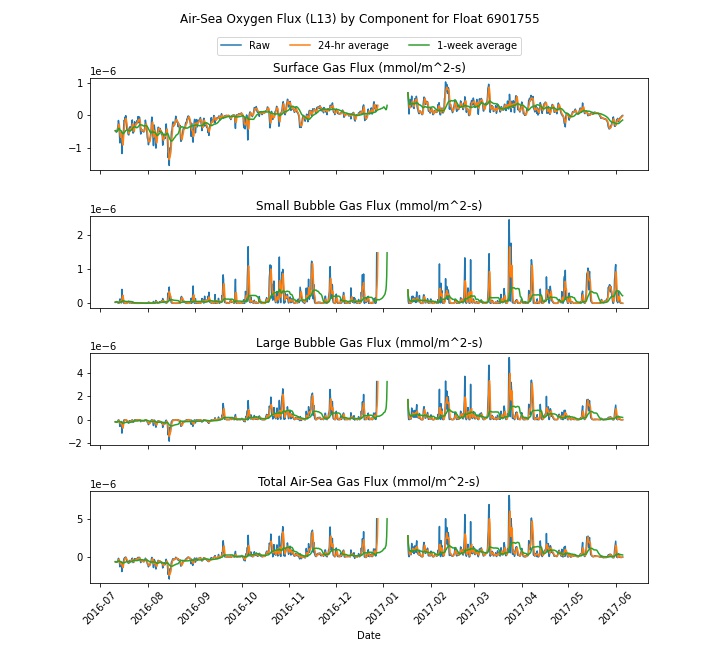 Air-Sea Oxygen Flux (L13) by Component for Float 6901755
Raw 24-hr average 1-week average
Surface Gas Flux (mmol/m^2-s)
1e−6
1
0
−1
Small Bubble Gas Flux (mmol/m^2-s)
1e−6
2
1
0
Large Bubble Gas Flux (mmol/m^2-s)
1e−6
4
2
0
−2
Total Air-Sea Gas Flux (mmol/m^2-s)
1e−6
5
0
2016-07 2016-08 2016-09 2016-10 2016-11 2016-12 2017-01 2017-02 2017-03 2017-04 2017-05 2017-06
Date